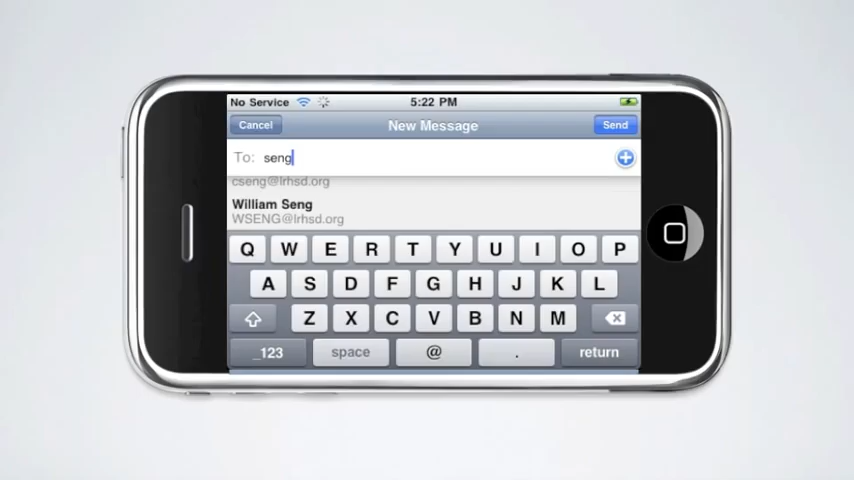 No Service 5:22 PM
Cancel New Message Send
To: seng
cseng@lrhsd.org
William Seng
WSENG@lrhsd.org
Q W E R T Y U I O P
A S D F G H J K L
Z X C V B N M
_123 space @ . return